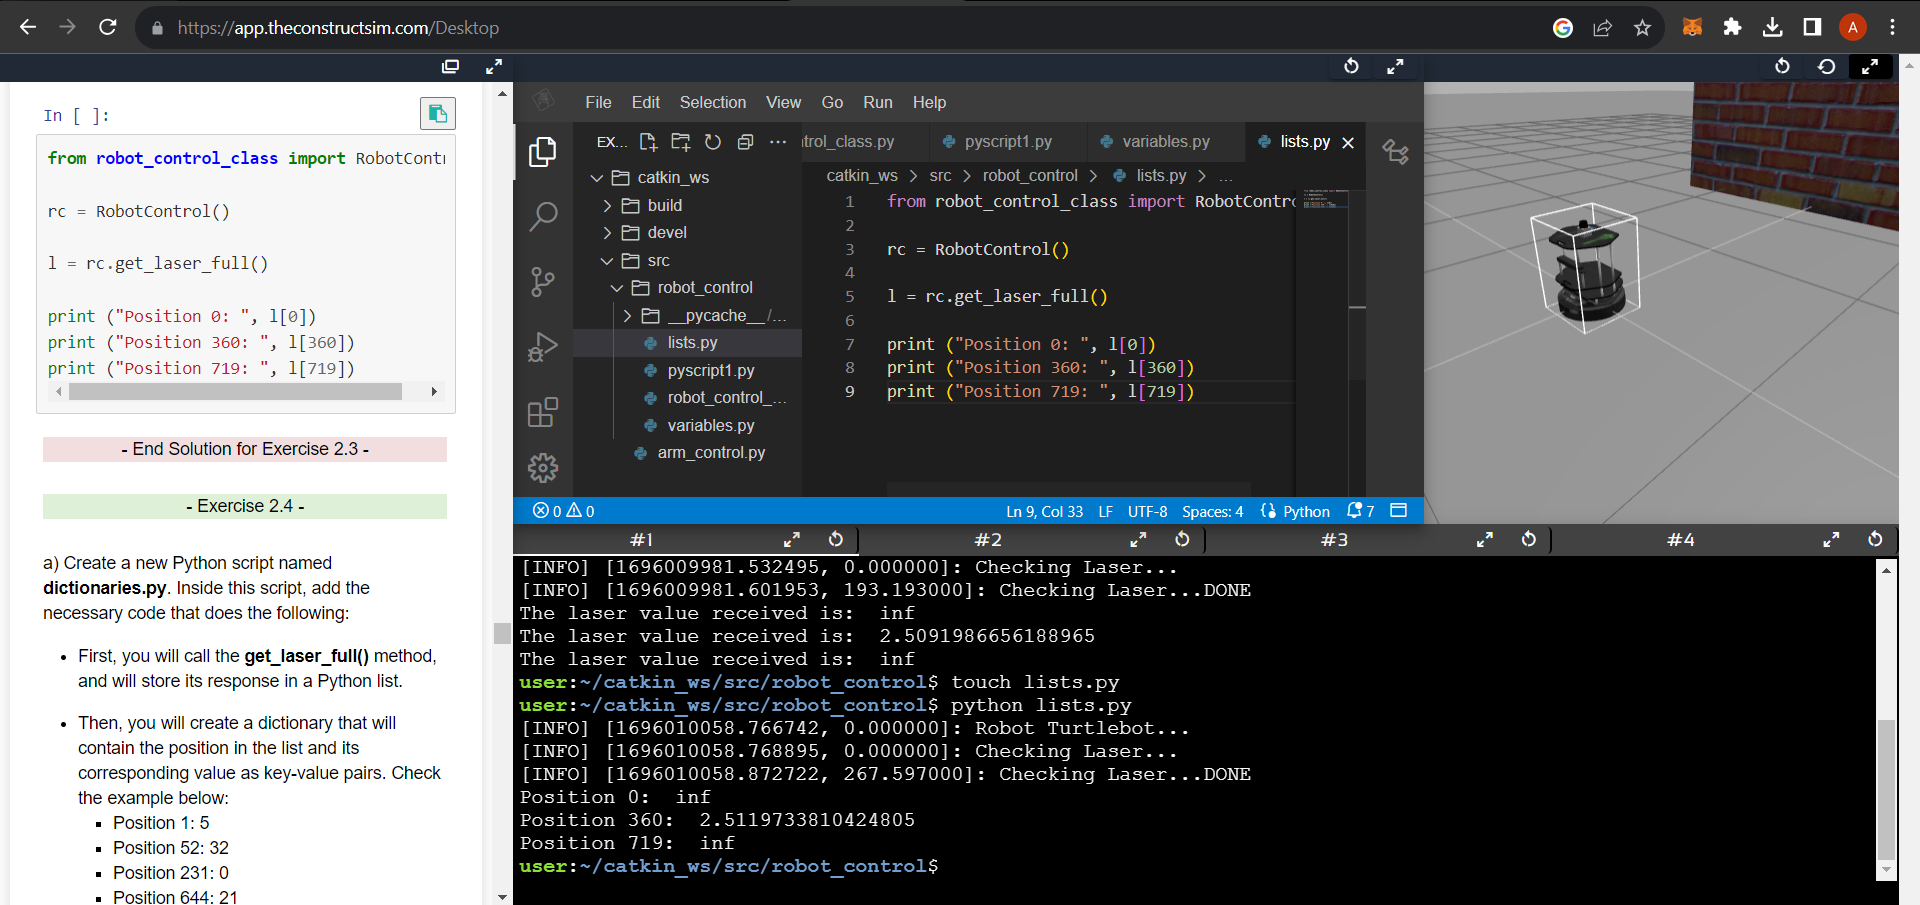 https://app.theconstructsim.com/Desktop
A
In [ ]:
from robot_control_class import RobotContr
rc = RobotControl()
l = rc.get_laser_full()
print ("Position 0: ", l[0])
print ("Position 360: ", l[360])
print ("Position 719: ", l[719])
- End Solution for Exercise 2.3 -
- Exercise 2.4 -
a) Create a new Python script named
dictionaries.py. Inside this script, add the
necessary code that does the following:
• First, you will call the get_laser_full() method,
and will store its response in a Python list.
• Then, you will create a dictionary that will
contain the position in the list and its
corresponding value as key-value pairs. Check
the example below:
▪ Position 1: 5
▪ Position 52: 32
▪ Position 231: 0
▪ Position 644: 21
File Edit Selection View Go Run Help
EX...
catkin_ws
build
devel
src
robot_control
__pycache__ /...
lists.py
pyscript1.py
robot_control_...
variables.py
arm_control.py
trol_class.py pyscript1.py variables.py lists.py
catkin_ws > src > robot_control > lists.py > ...
1 from robot_control_class import RobotContro
2
3 rc = RobotControl()
4
5 l = rc.get_laser_full()
6
7 print ("Position 0: ", l[0])
8 print ("Position 360: ", l[360])
9 print ("Position 719: ", l[719])
0 0 Ln 9, Col 33 LF UTF-8 Spaces: 4 Python 7
#1 #2 #3 #4
[INFO] [1696009981.532495, 0.000000]: Checking Laser...
[INFO] [1696009981.601953, 193.193000]: Checking Laser...DONE
The laser value received is:  inf
The laser value received is:  2.5091986656188965
The laser value received is:  inf
user:~/catkin_ws/src/robot_control$ touch lists.py
user:~/catkin_ws/src/robot_control$ python lists.py
[INFO] [1696010058.766742, 0.000000]: Robot Turtlebot...
[INFO] [1696010058.768895, 0.000000]: Checking Laser...
[INFO] [1696010058.872722, 267.597000]: Checking Laser...DONE
Position 0:  inf
Position 360:  2.5119733810424805
Position 719:  inf
user:~/catkin_ws/src/robot_control$